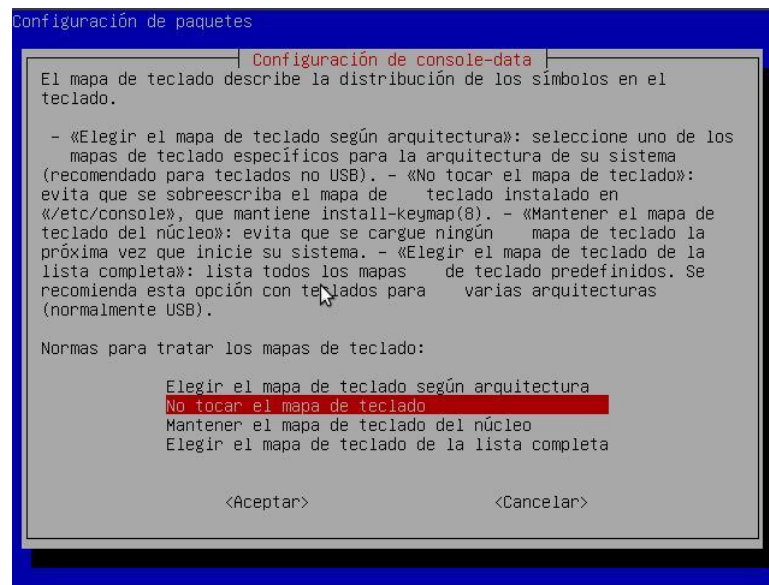 Configuración de paquetes
Configuración de console-data
El mapa de teclado describe la distribución de los símbolos en el
teclado.
– «Elegir el mapa de teclado según arquitectura»: seleccione uno de los
mapas de teclado específicos para la arquitectura de su sistema
(recomendado para teclados no USB). – «No tocar el mapa de teclado»:
evita que se sobreescriba el mapa de teclado instalado en
«/etc/console», que mantiene install-keymap(8). – «Mantener el mapa de
teclado del núcleo»: evita que se cargue ningún mapa de teclado la
próxima vez que inicie su sistema. – «Elegir el mapa de teclado de la
lista completa»: lista todos los mapas de teclado predefinidos. Se
recomienda esta opción con teclados para varias arquitecturas
(normalmente USB).
Normas para tratar los mapas de teclado:
Elegir el mapa de teclado según arquitectura
No tocar el mapa de teclado
Mantener el mapa de teclado del núcleo
Elegir el mapa de teclado de la lista completa
<Aceptar> <Cancelar>